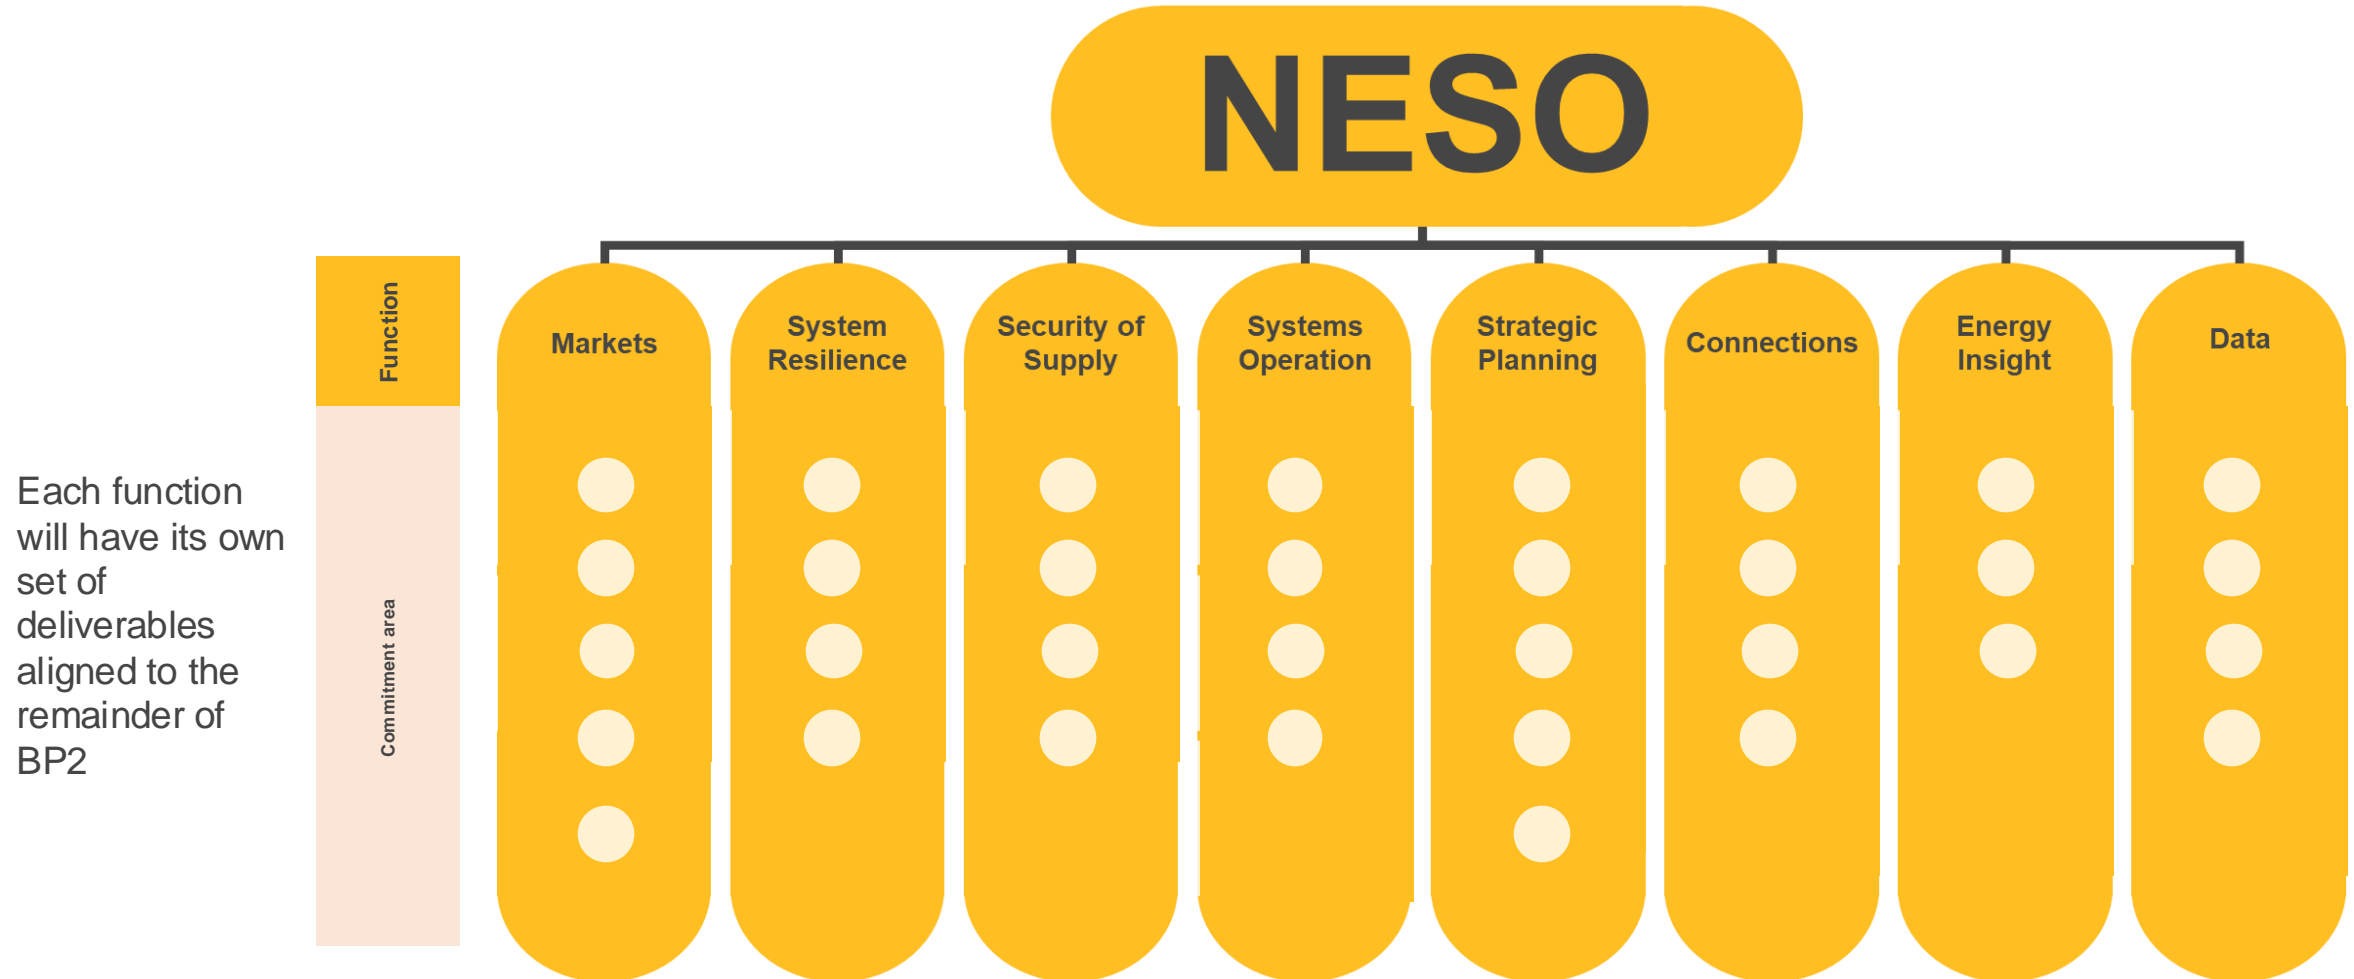 NESO
Function
Markets
System
Resilience
Security of
Supply
Systems
Operation
Strategic
Planning
Connections
Energy
Insight
Data
Each function
will have its own
set of
deliverables
aligned to the
remainder of
BP2
Commitment area